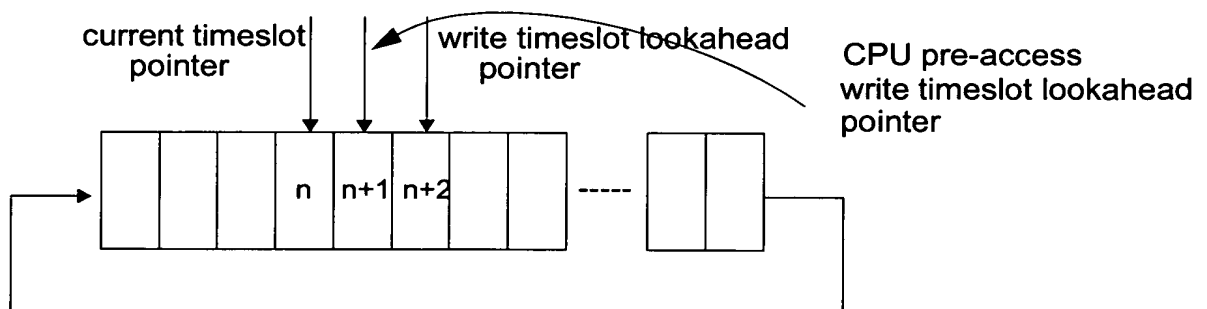 current timeslot
pointer
write timeslot lookahead
pointer
CPU pre-access
write timeslot lookahead
pointer
n
n+1
n+2